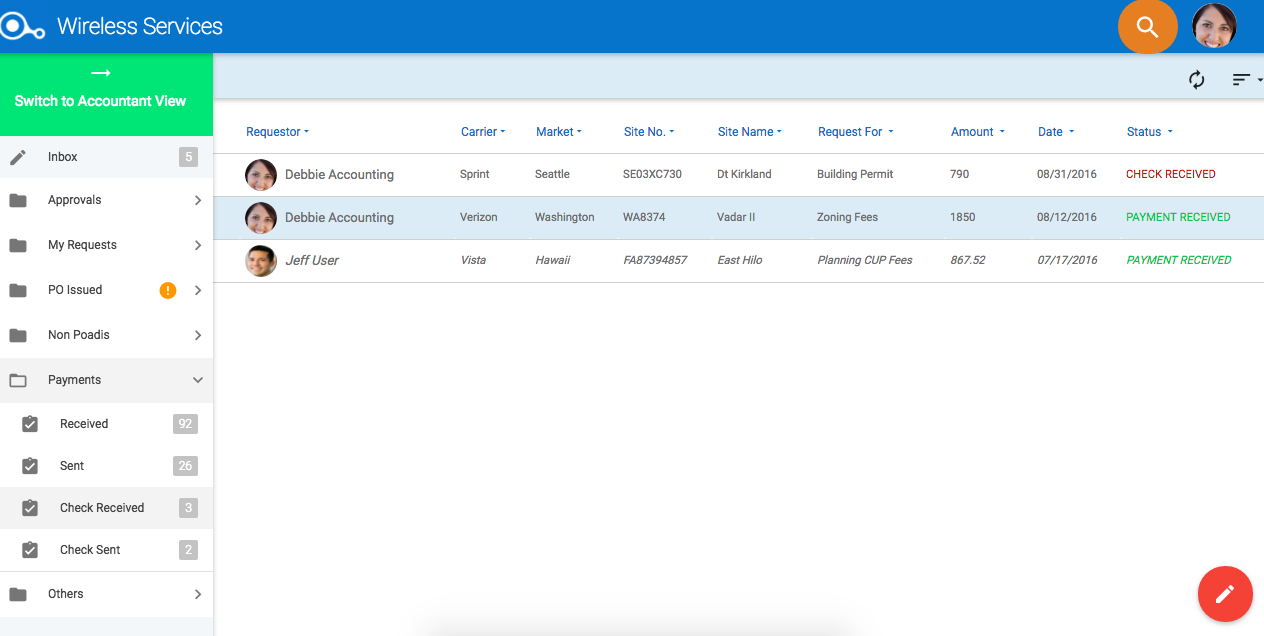 Wireless Services
Switch to Accountant View
Inbox 5
Approvals
My Requests
PO Issued !
Non Poadis
Payments
Received 92
Sent 26
Check Received 3
Check Sent 2
Others
Requestor Carrier Market Site No. Site Name Request For Amount Date Status
Debbie Accounting Sprint Seattle SE03XC730 Dt Kirkland Building Permit 790 08/31/2016 CHECK RECEIVED
Debbie Accounting Verizon Washington WA8374 Vadar II Zoning Fees 1850 08/12/2016 PAYMENT RECEIVED
Jeff User Vista Hawaii FA87394857 East Hilo Planning CUP Fees 867.52 07/17/2016 PAYMENT RECEIVED